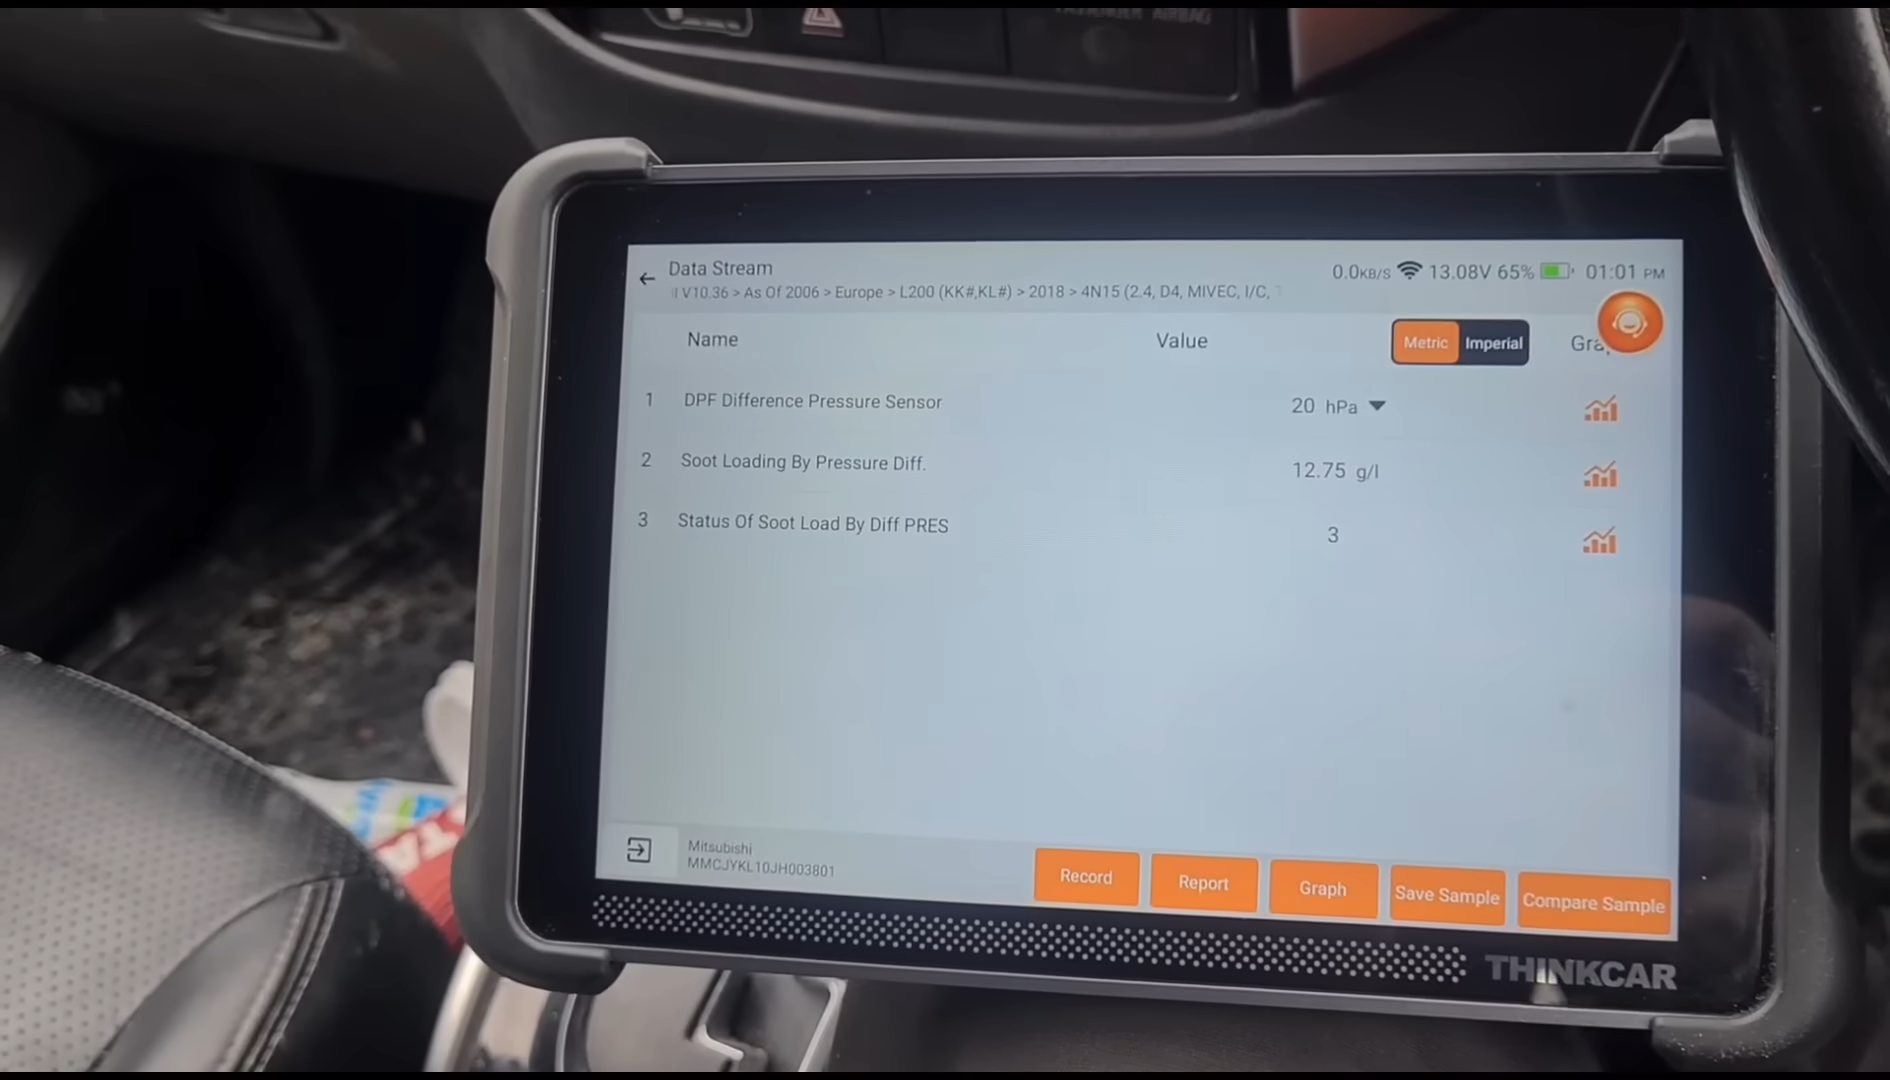 PASSENGER AIRBAG
Data Stream
0.0KB/S 13.08V 65% 01:01 PM
V10.36 > As Of 2006 > Europe > L200 (KK#,KL#) > 2018 > 4N15 (2.4, D4, MIVEC, I/C,
Name Value Metric Imperial
1 DPF Difference Pressure Sensor 20 hPa
2 Soot Loading By Pressure Diff. 12.75 g/l
3 Status Of Soot Load By Diff PRES 3
Mitsubishi
MMCJYKL10JH003801
Record Report Graph Save Sample Compare Sample
THINKCAR